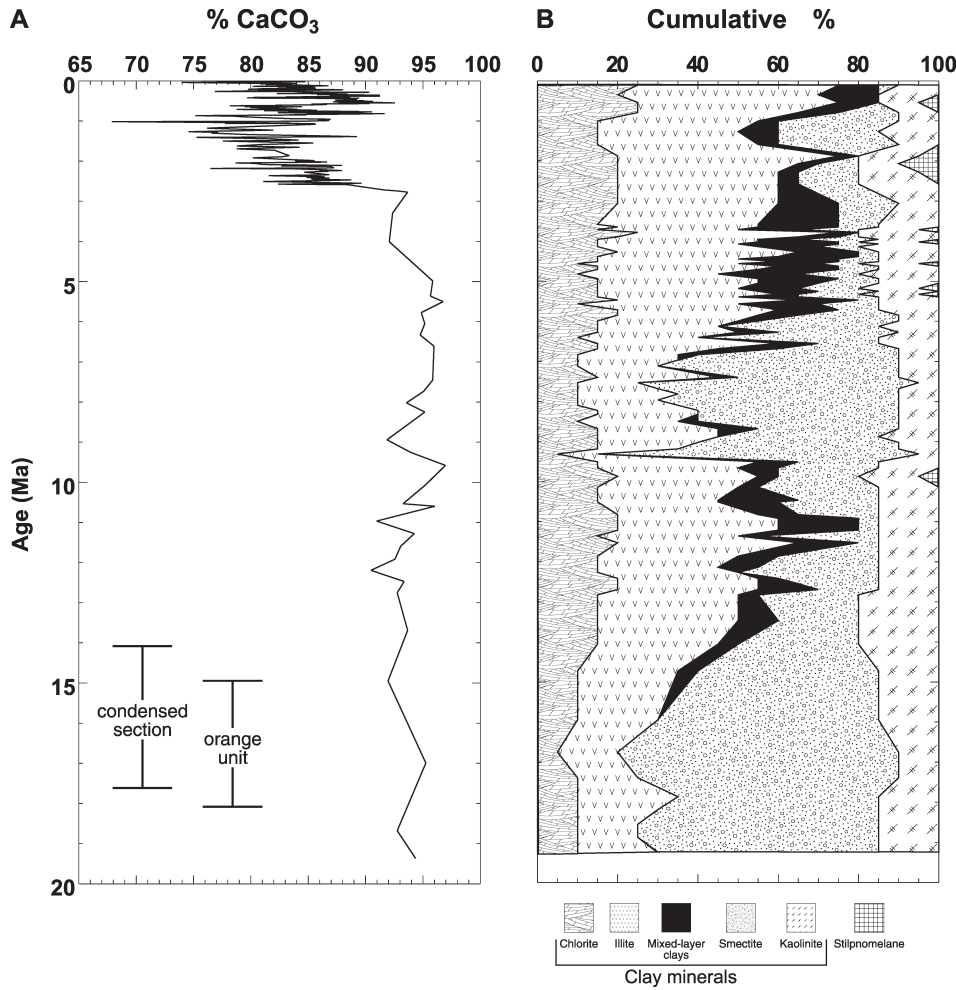 A % CaCO3
65 70 75 80 85 90 95 100
0
5
10
15
20
Age (Ma)
condensed
section
orange
unit
B Cumulative %
0 20 40 60 80 100
Chlorite Illite Mixed-layer Smectite Kaolinite Stilpnomelane
clays
Clay minerals